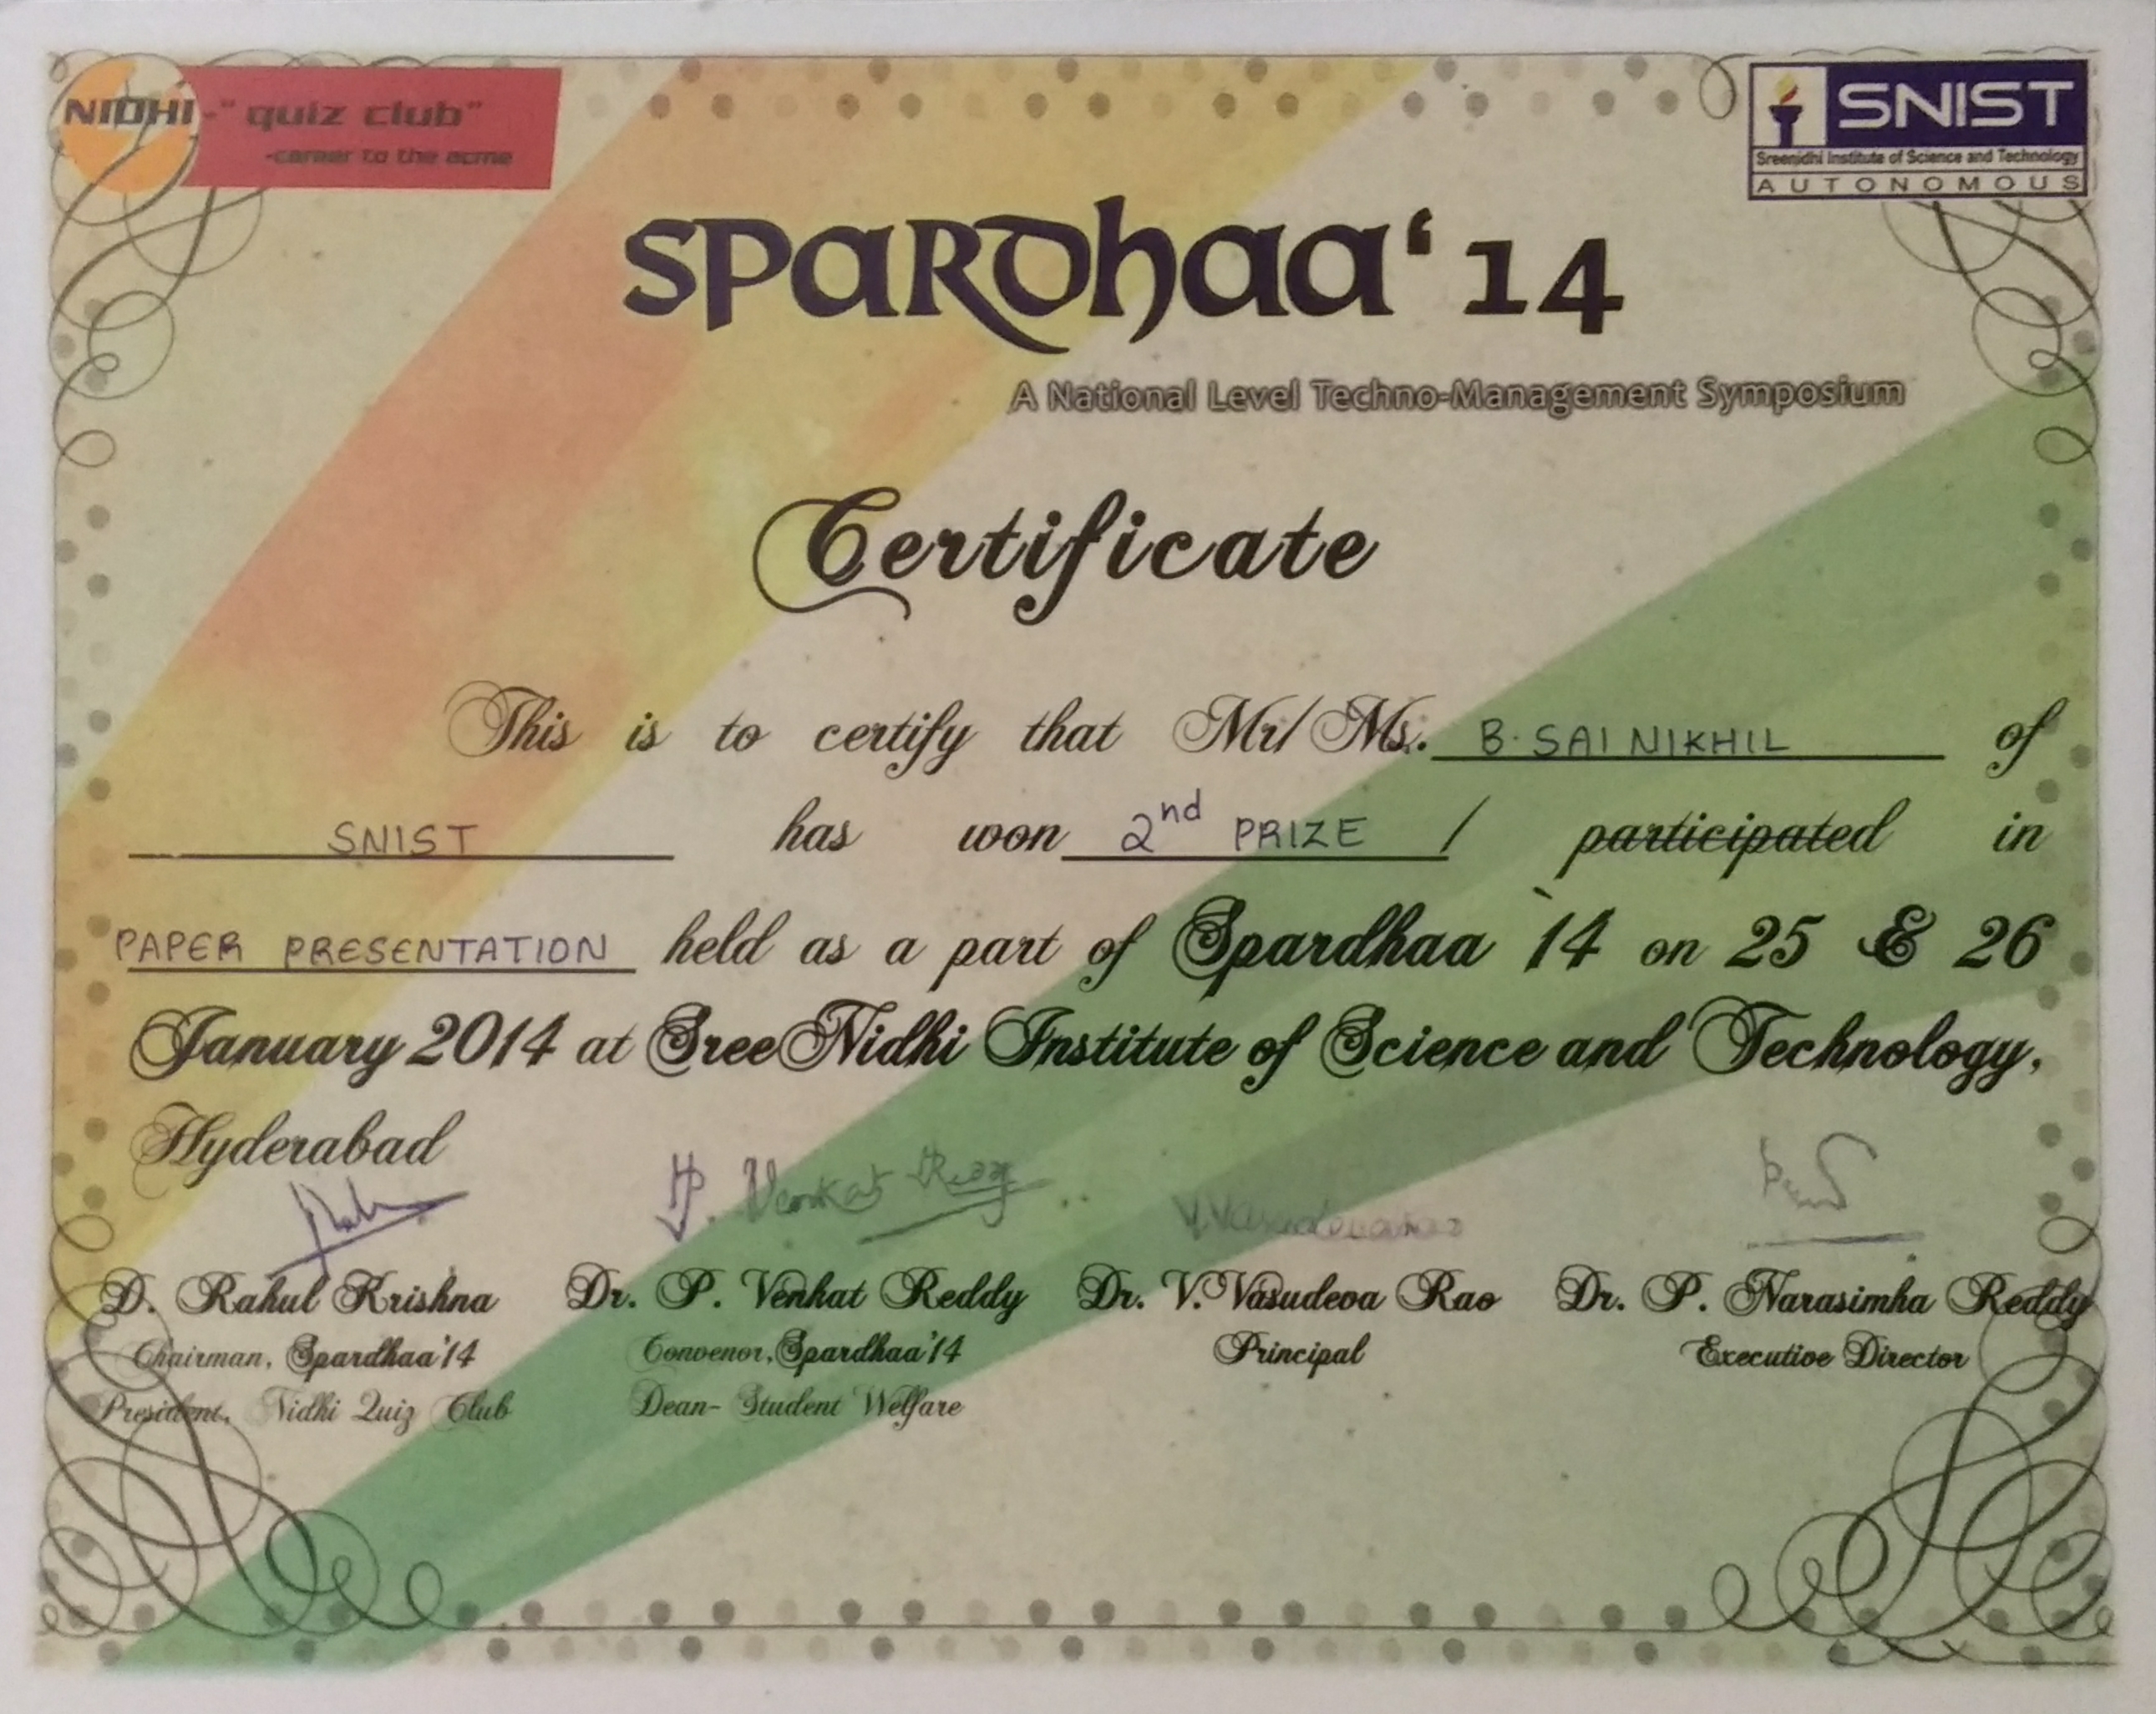 NIDHI-" quiz club"
-career to the acme
SNIST
Sreenidhi Institute of Science and Technology
AUTONOMOUS
SPARDhaa‘14
A National Level Techno-Management Symposium
Certificate
This is to certify that Mr/Ms. B. SAI NIKHIL of
SNIST has won 2nd PRIZE / participated in
PAPER PRESENTATION held as a part of Spardhaa `14 on 25 & 26
January 2014 at SreeNidhi Institute of Science and Technology,
Hyderabad
P. Venkat Reddy
V.Vasudevarao
D. Rahul Krishna Dr. P. Venkat Reddy Dr. V.Vasudeva Rao Dr. P. Narasimha Reddy
Chairman, Spardhaa'14 Convenor,Spardhaa'14 Principal Executive Director
President, Nidhi Quiz Club Dean- Student Welfare